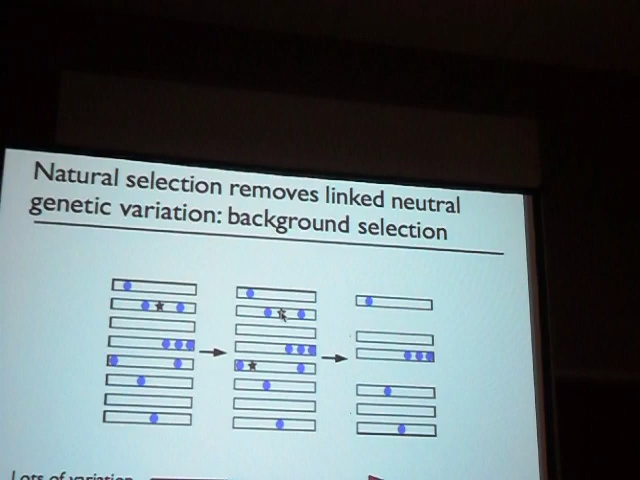 Natural selection removes linked neutral
genetic variation: background selection
Lots of variation